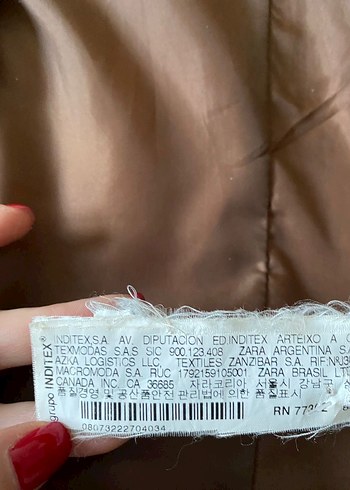 grupo INDITEX®
INDITEX,S.A. AV. DIPUTACION ED.INDITEX ARTEIXO A
TEXMODAS S.A.S SIC 900.123.408 ZARA ARGENTINA S.A
AZKA LOGISTICS LLC. TEXTILES ZANZIBAR S.A. RIF:
MACROMODA S.A. RUC 1792159105001 ZARA BRASIL LTD
CANADA INC. CA 36685 자라코리아 서울시 강남구
품질경영 및 공산품안전 관리법에 의한 품질표시
RN
08073222704034